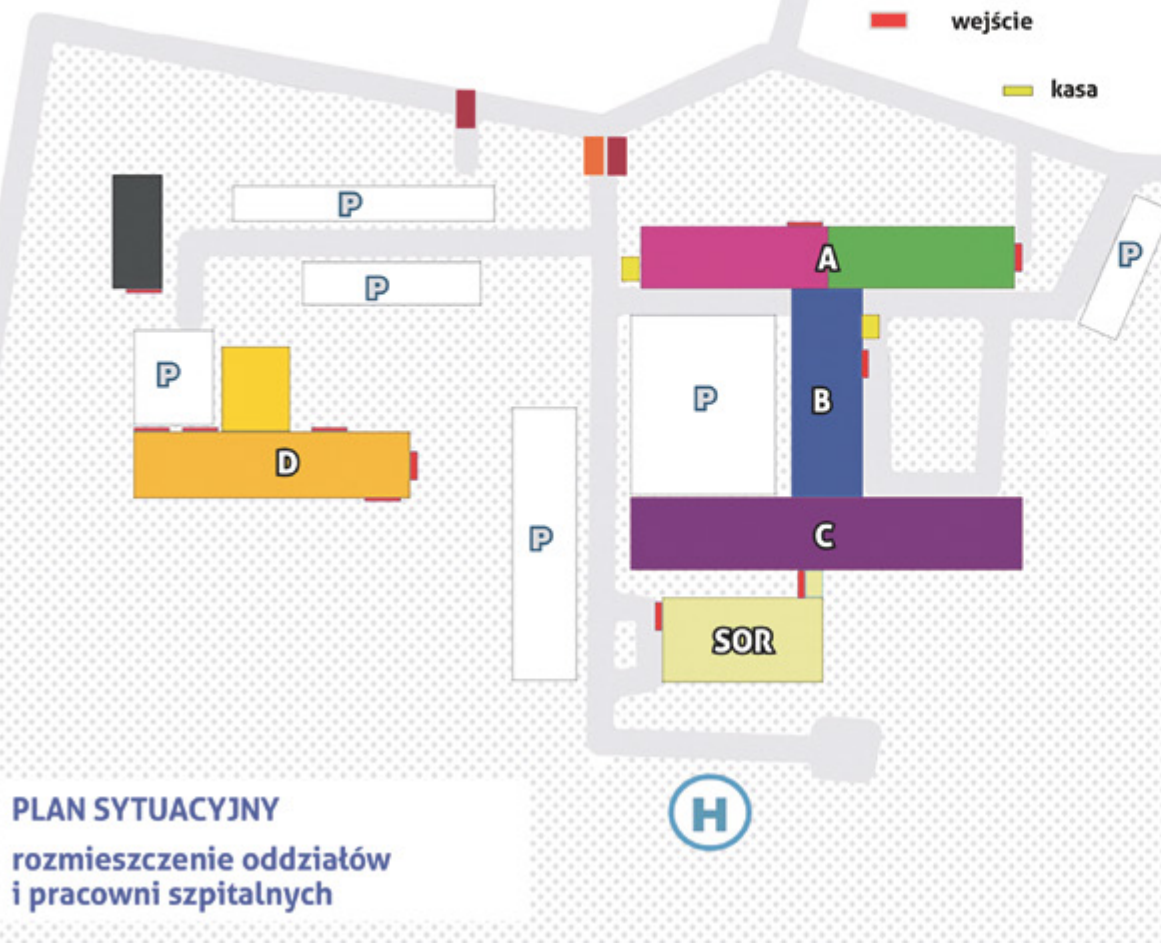 wejście
kasa
P
P
P
A
P
P
B
P
D
C
SOR
H
PLAN SYTUACYJNY
rozmieszczenie oddziałów
i pracowni szpitalnych